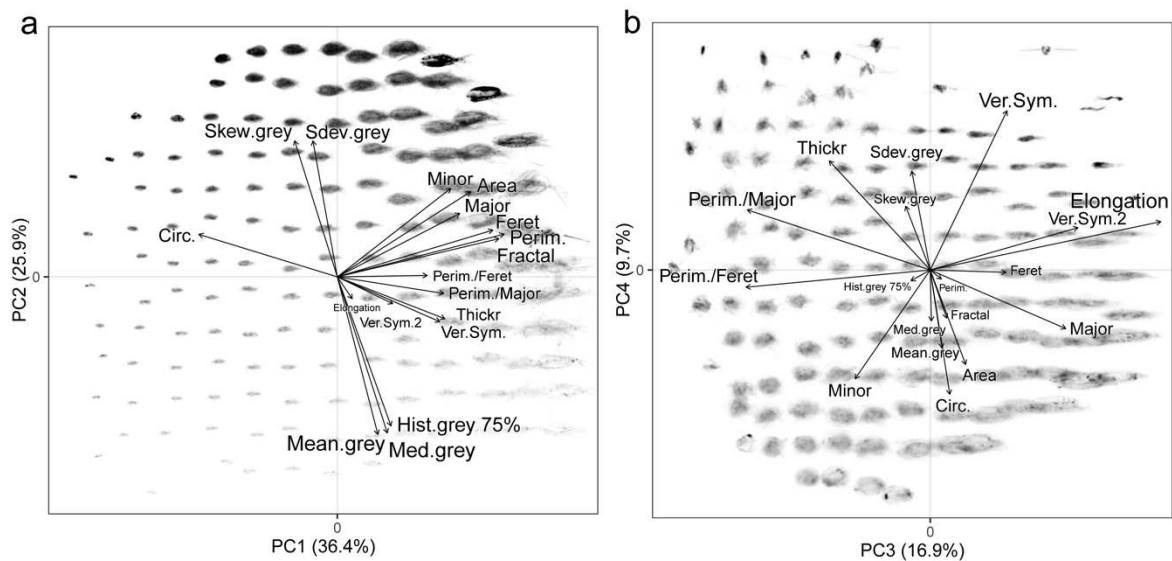 a
Skew.grey Sdev.grey
Minor
Area
Major
Feret
Circ.
Perim.
Fractal
PC2 (25.9%)
0
Perim./Feret
Perim./Major
Elongation
Thickr
Ver.Sym.2
Ver.Sym.
Hist.grey 75%
Mean.grey
Med.grey
0
PC1 (36.4%)
b
Ver.Sym.
Thickr
Sdev.grey
Perim./Major
Skew.grey
Elongation
Ver.Sym.2
PC4 (9.7%)
0
Perim./Feret
Feret
Hist.grey 75%
Perim.
Fractal
Med.grey
Major
Mean.grey
Area
Minor
Circ.
0
PC3 (16.9%)